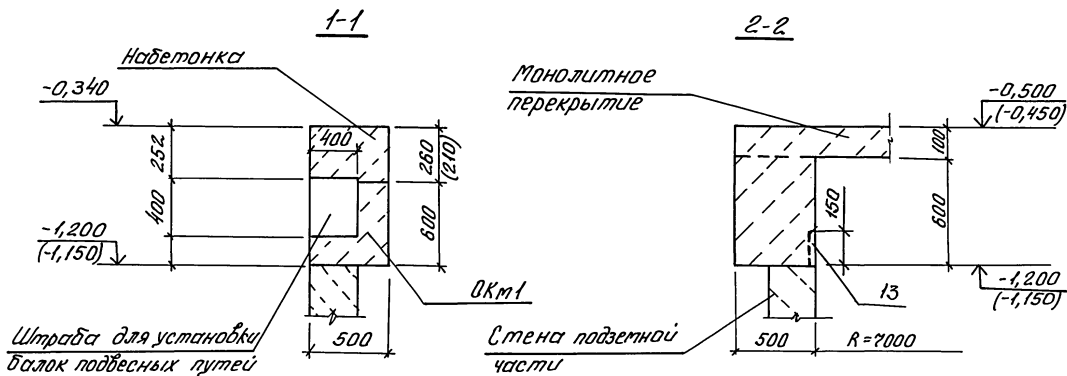 1-1
Набетонка
-0,340
400
252
400
260
(210)
600
-1,200
(-1,150)
ОКм1
Штраба для установки
балок подвесных путей
500
2-2
Монолитное
перекрытие
-0,500
(-0,450)
100
150
600
13
-1,200
(-1,150)
Стена подземной
части
500
R=7000